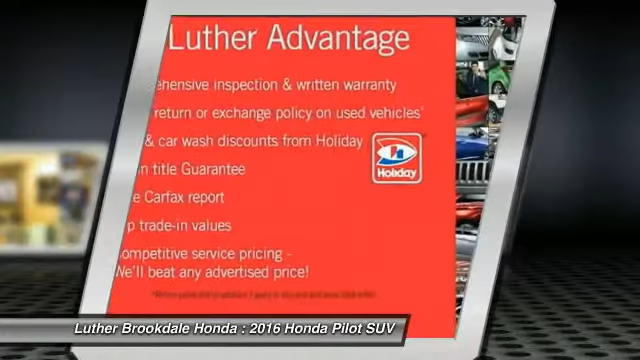 Luther Advantage
ehensive inspection & written warranty
return or exchange policy on used vehicles*
& car wash discounts from Holiday
Holiday
n title Guarantee
e Carfax report
p trade-in values
ompetitive service pricing -
We'll beat any advertised price!
Luther Brookdale Honda : 2016 Honda Pilot SUV